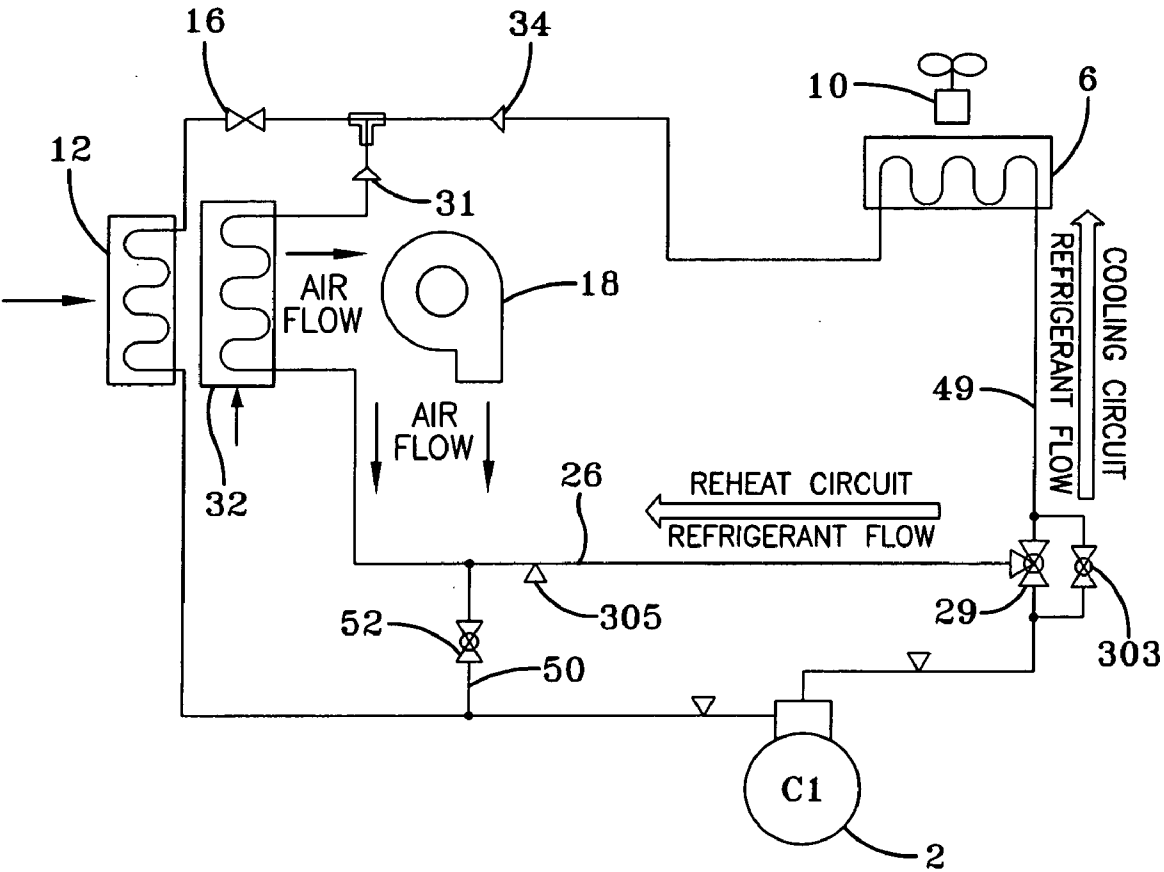 16
34
10
6
12
31
AIR
FLOW
18
COOLING CIRCUIT
REFRIGERANT FLOW
49
AIR
FLOW
32
26
REHEAT CIRCUIT
REFRIGERANT FLOW
305
29
303
52
50
C1
2